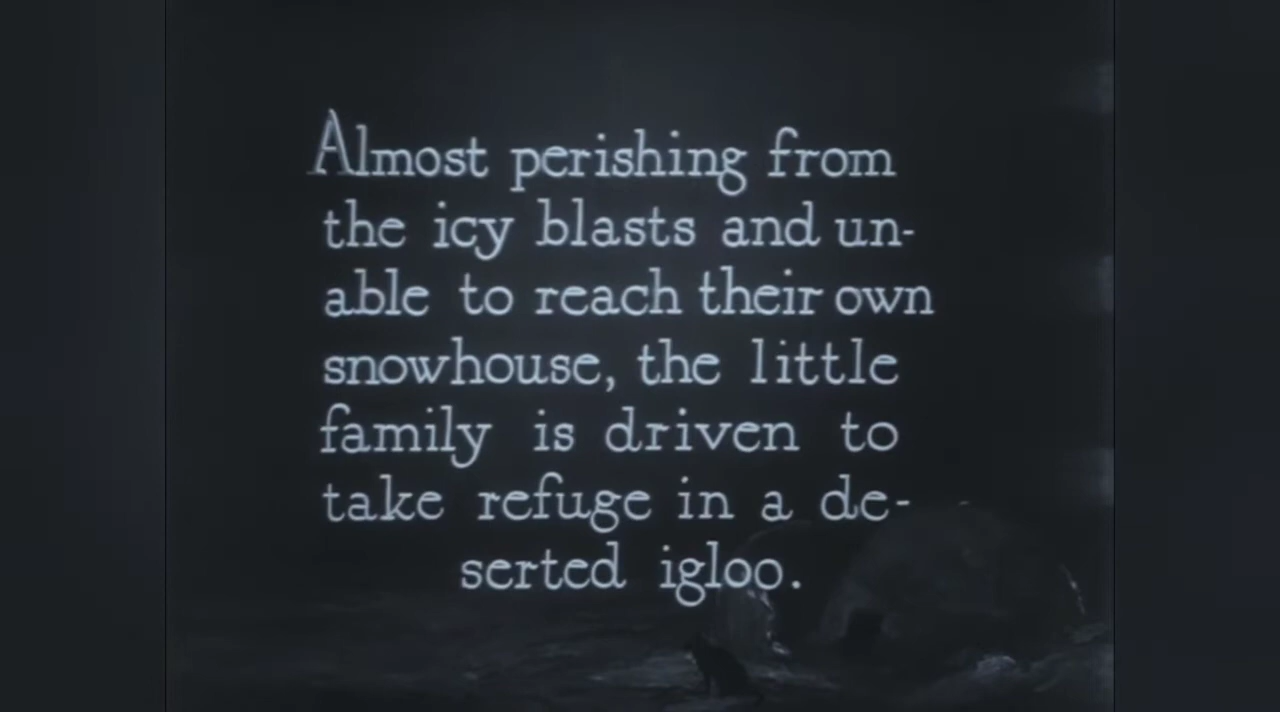 Almost perishing from
the icy blasts and un-
able to reach their own
snowhouse, the little
family is driven to
take refuge in a de-
serted igloo.